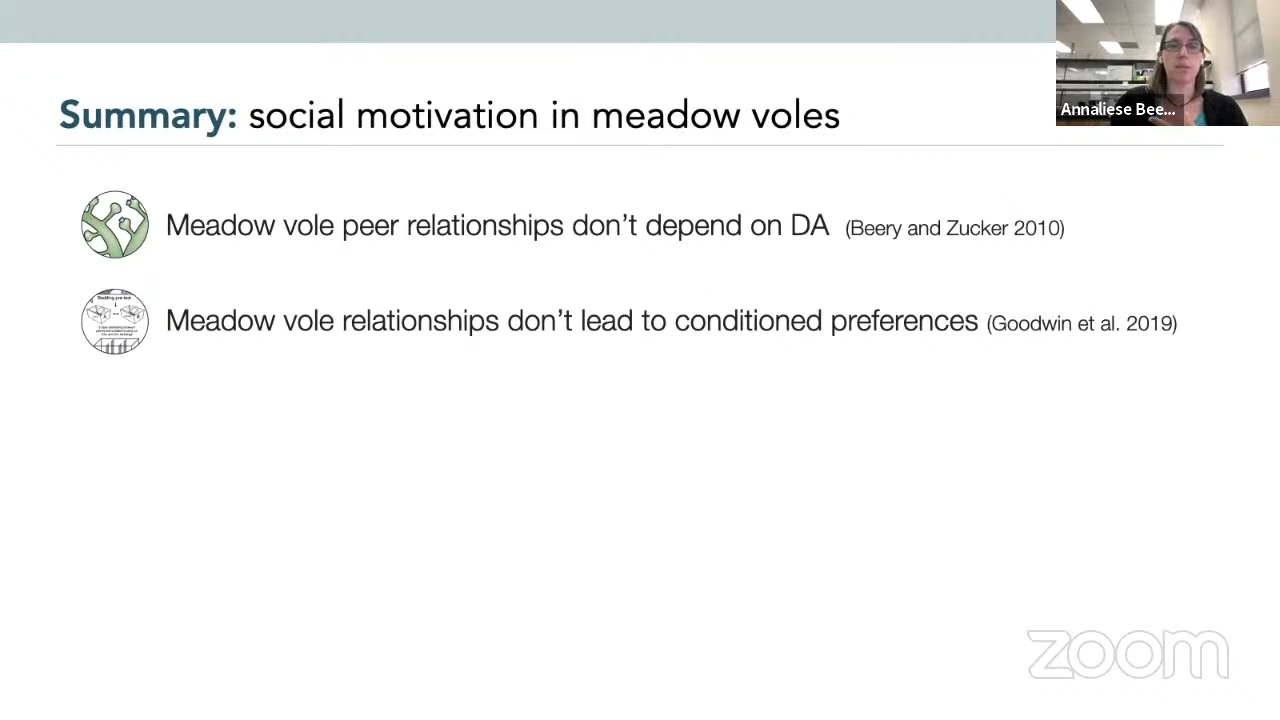 Annaliese Bee...
Summary: social motivation in meadow voles
Meadow vole peer relationships don't depend on DA (Beery and Zucker 2010)
Meadow vole relationships don't lead to conditioned preferences (Goodwin et al. 2019)
zoom